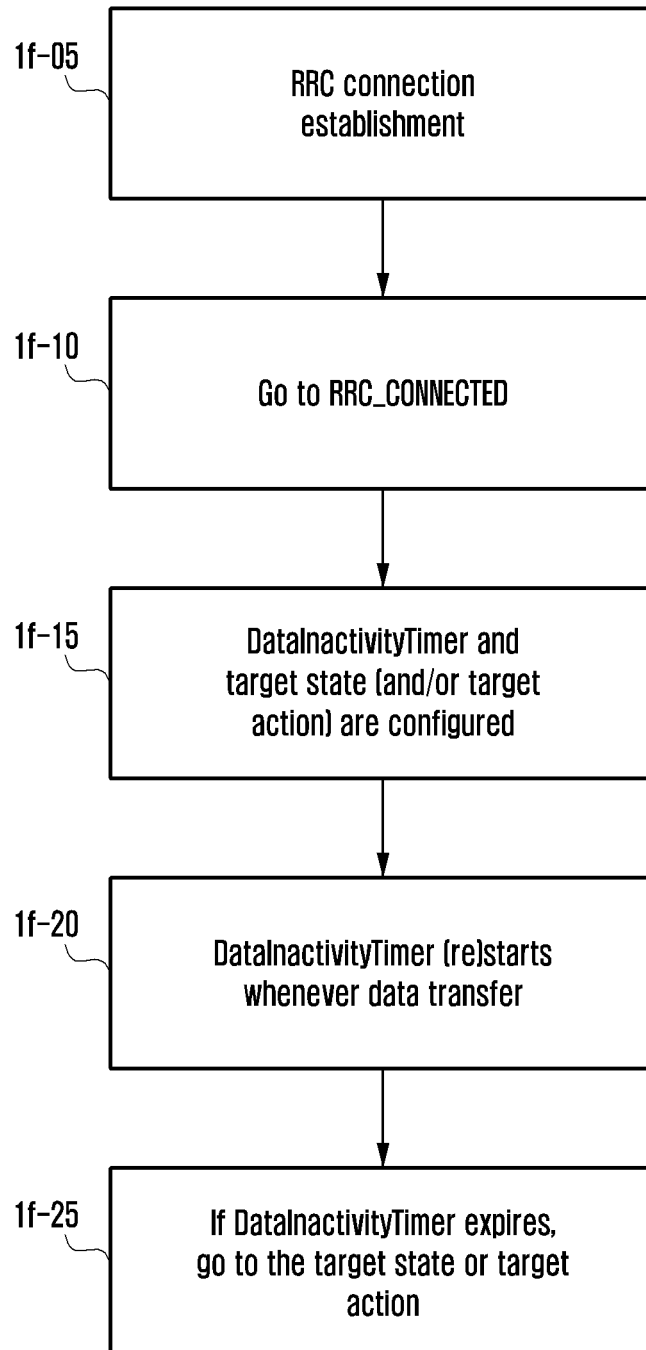 1f-05
RRC connection
establishment
1f-10
Go to RRC_CONNECTED
1f-15
DataInactivityTimer and
target state (and/or target
action) are configured
1f-20
DataInactivityTimer (re)starts
whenever data transfer
1f-25
If DataInactivityTimer expires,
go to the target state or target
action